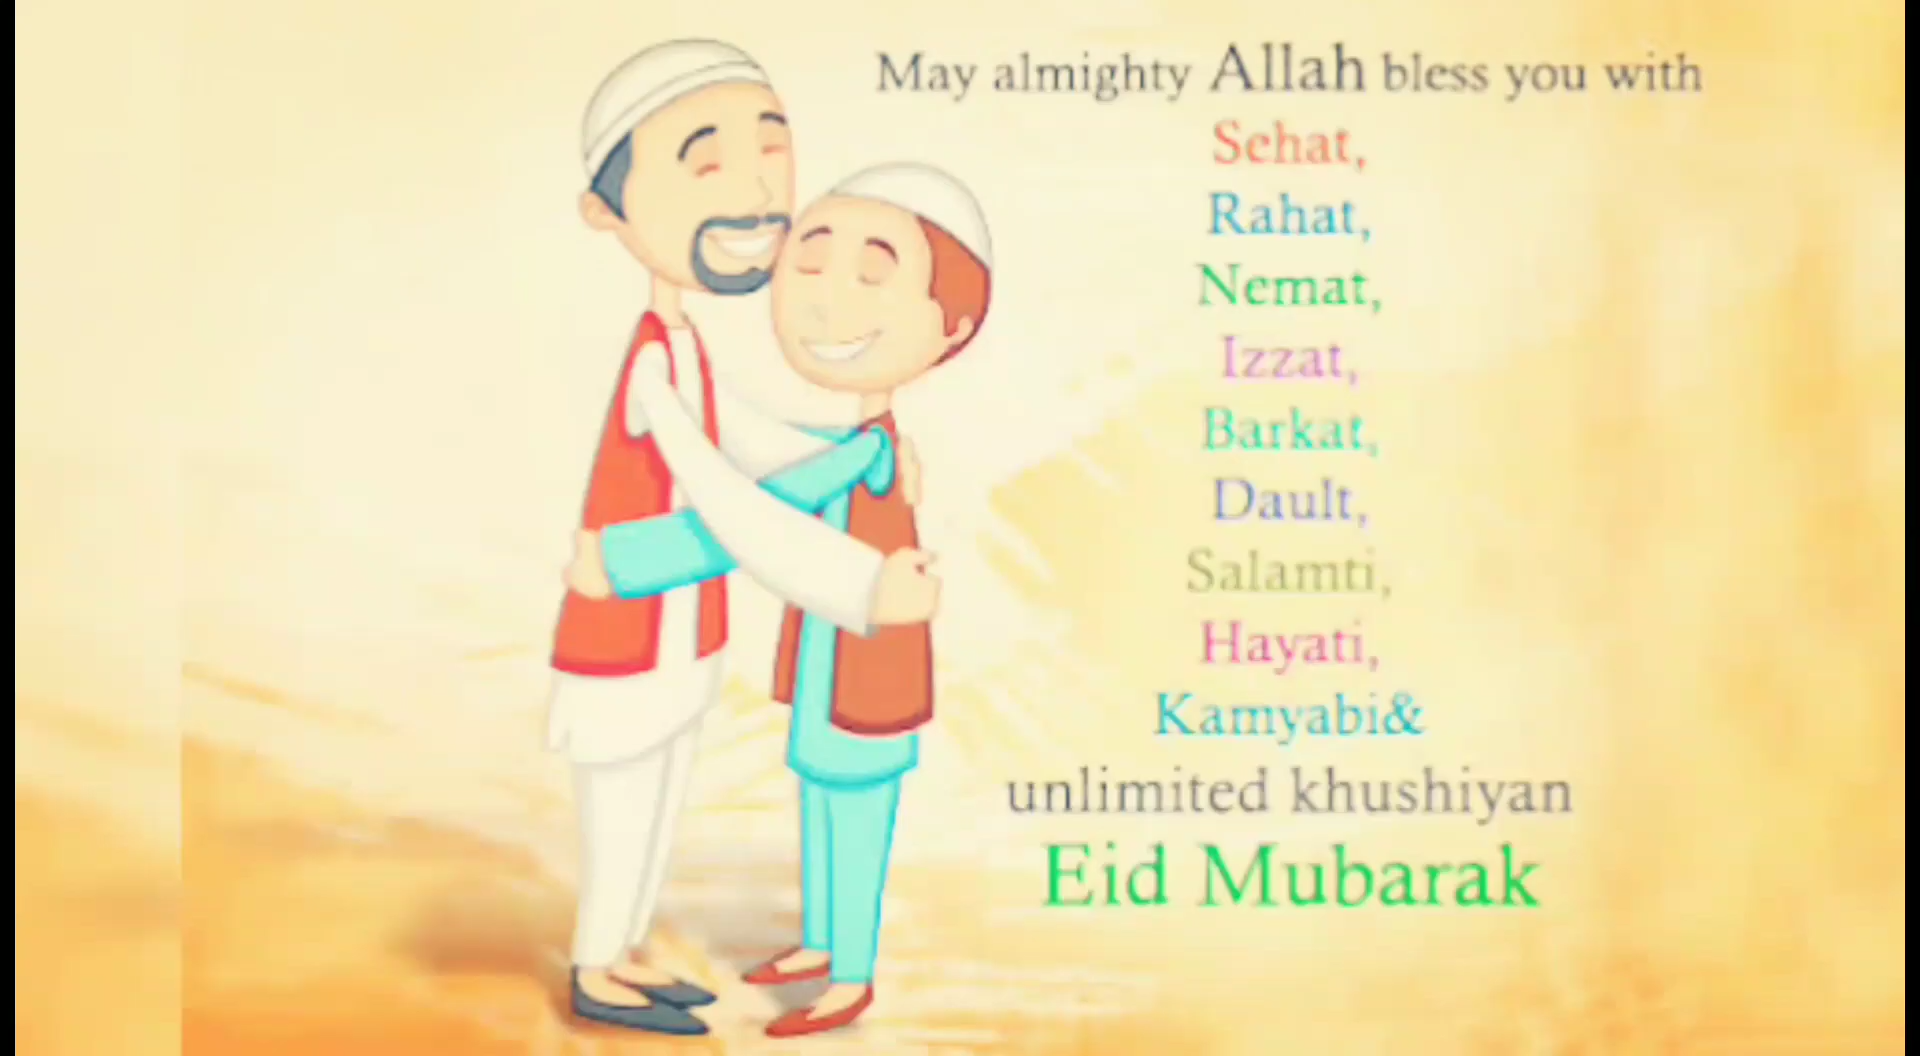 May almighty Allah bless you with
Sehat,
Rahat,
Nemat,
Izzat,
Barkat,
Dault,
Salamti,
Hayati,
Kamyabi&
unlimited khushiyan
Eid Mubarak